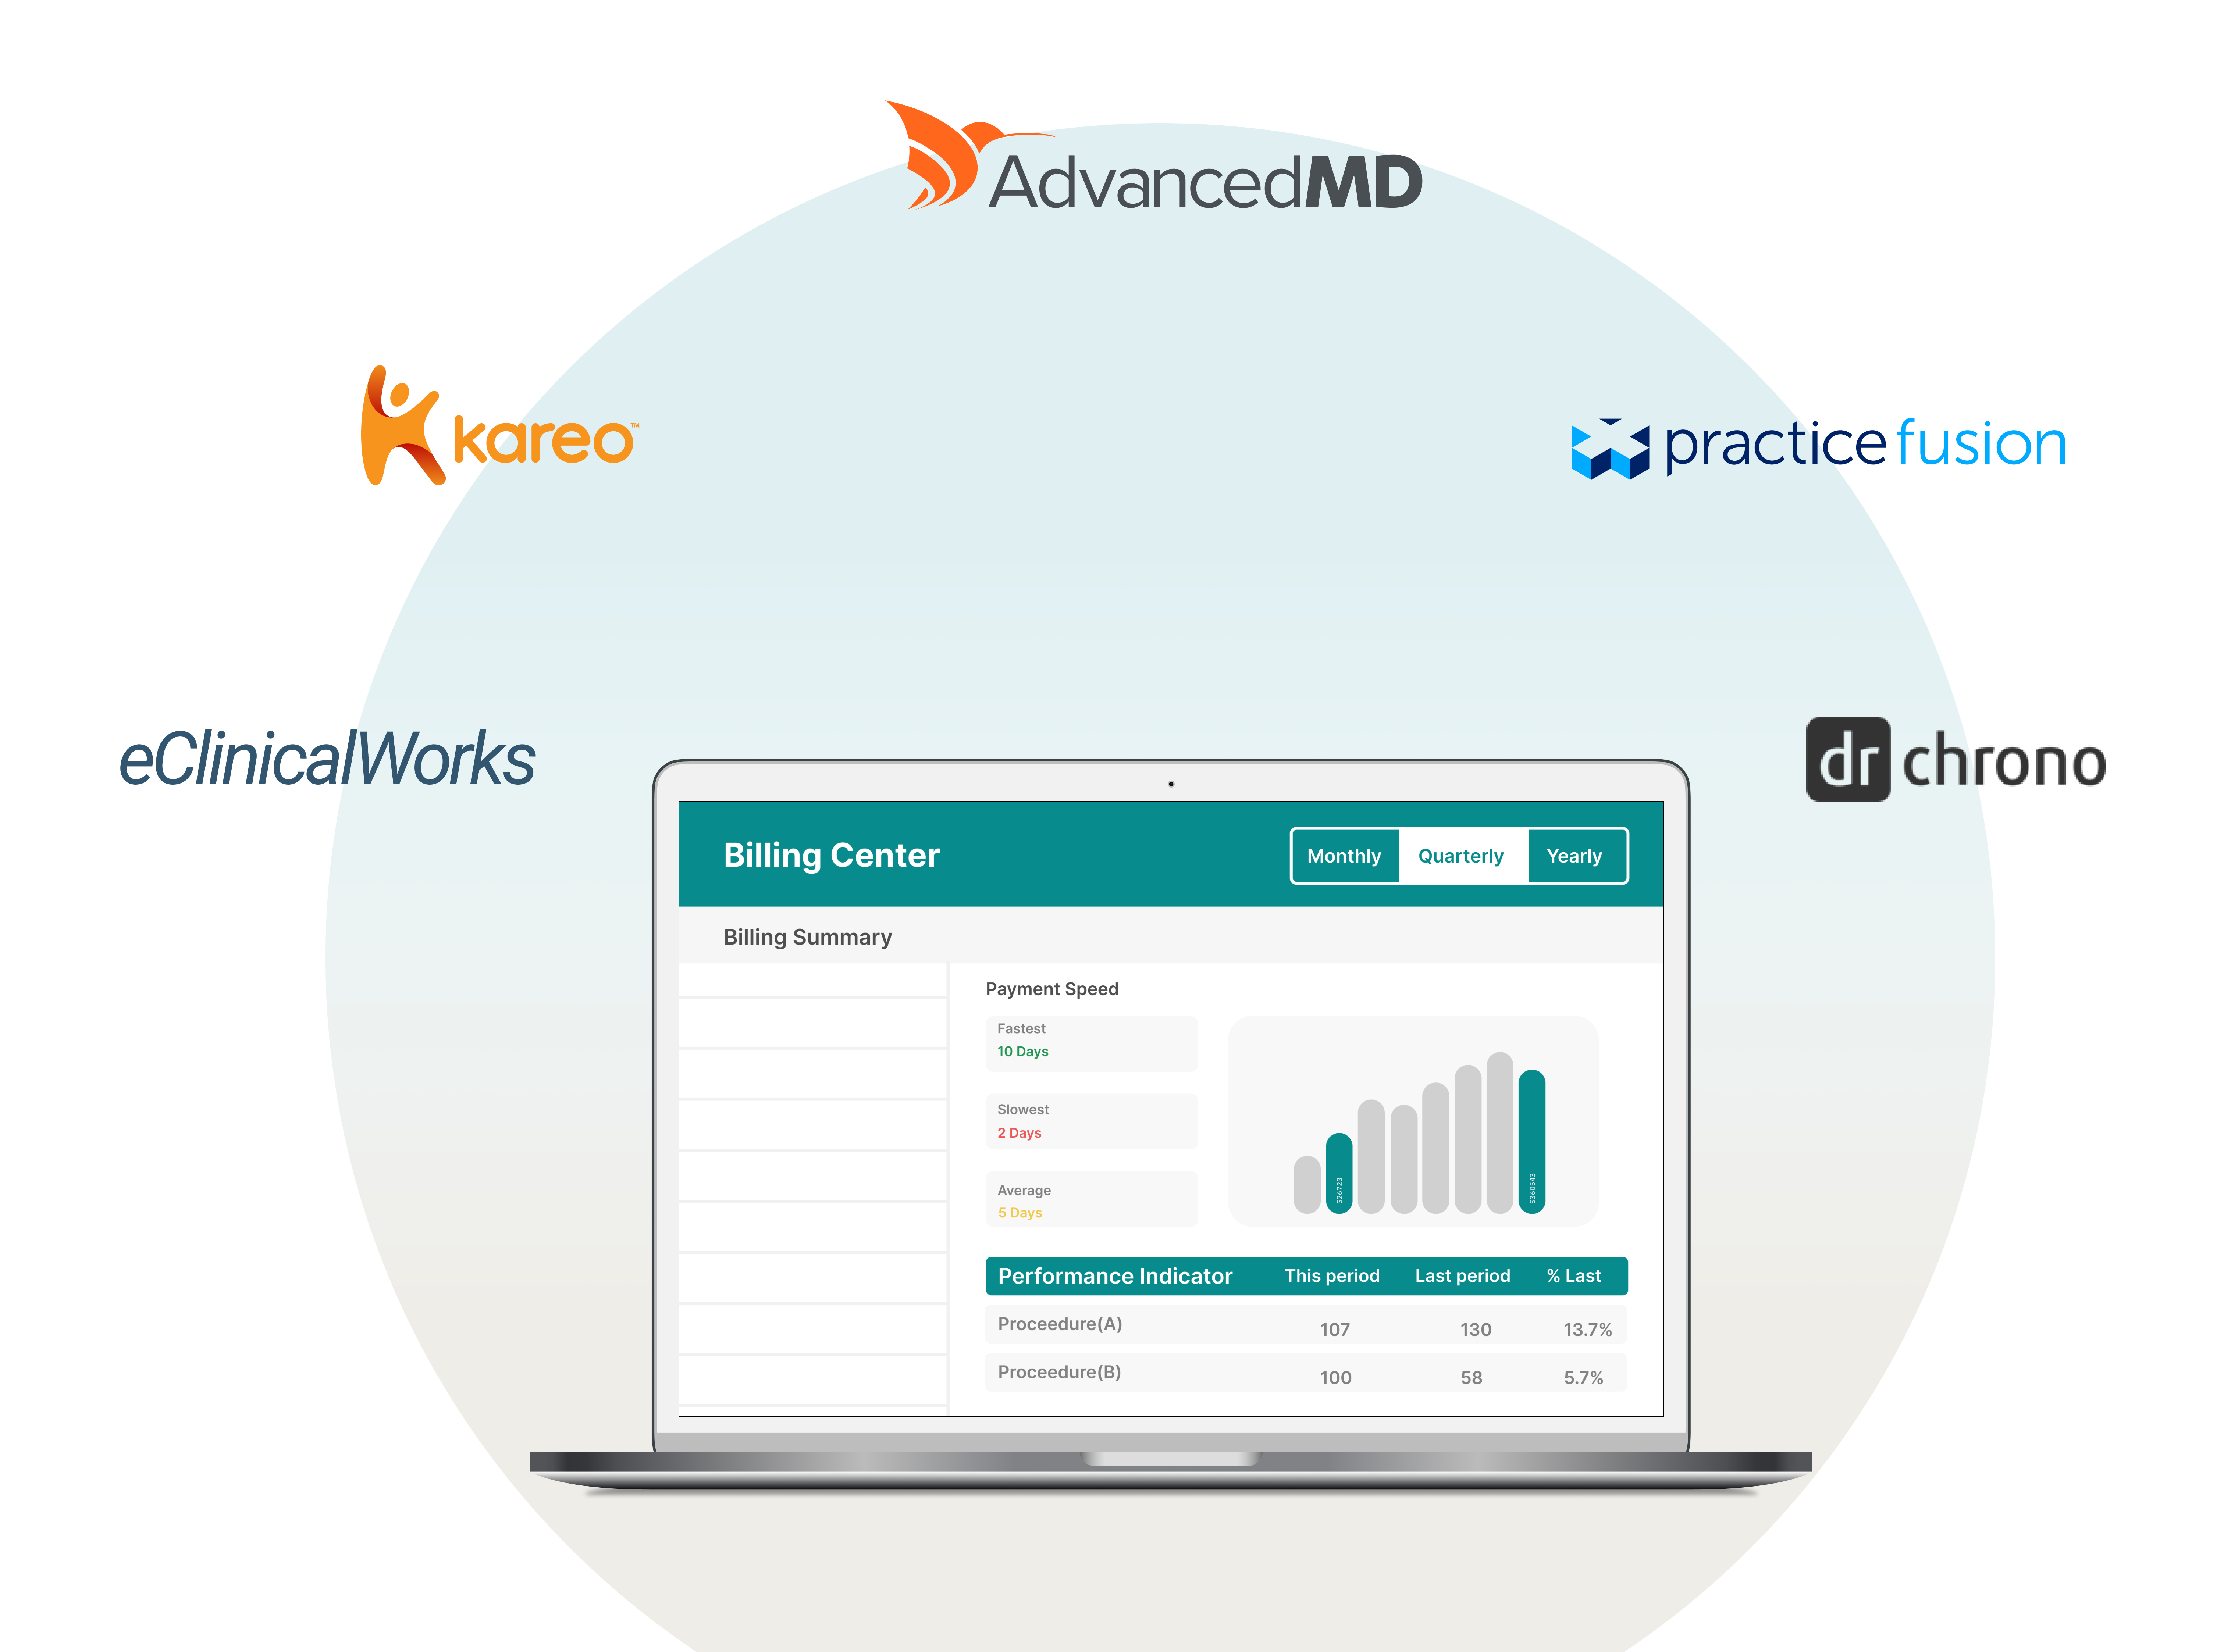 AdvancedMD
kareo™
practice fusion
eClinicalWorks
dr chrono
Billing Center
Monthly Quarterly Yearly
Billing Summary
Payment Speed
Fastest
10 Days
Slowest
2 Days
Average
5 Days
$26723
$360543
Performance Indicator This period Last period % Last
Proceedure(A) 107 130 13.7%
Proceedure(B) 100 58 5.7%